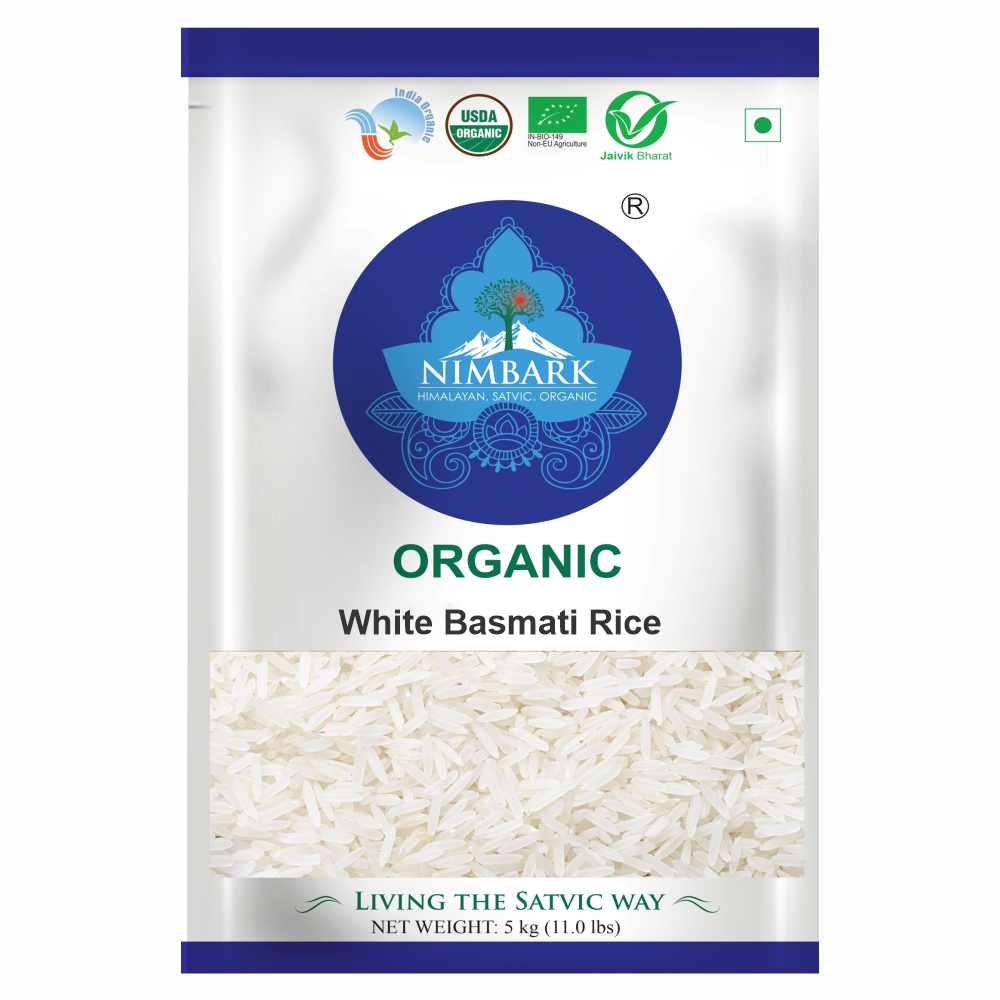 India Organic
USDA
ORGANIC
IN-BIO-149
Non-EU Agriculture
Jaivik Bharat
®
NIMBARK
HIMALAYAN. SATVIC. ORGANIC
ORGANIC
White Basmati Rice
LIVING THE SATVIC WAY
NET WEIGHT: 5 kg (11.0 lbs)